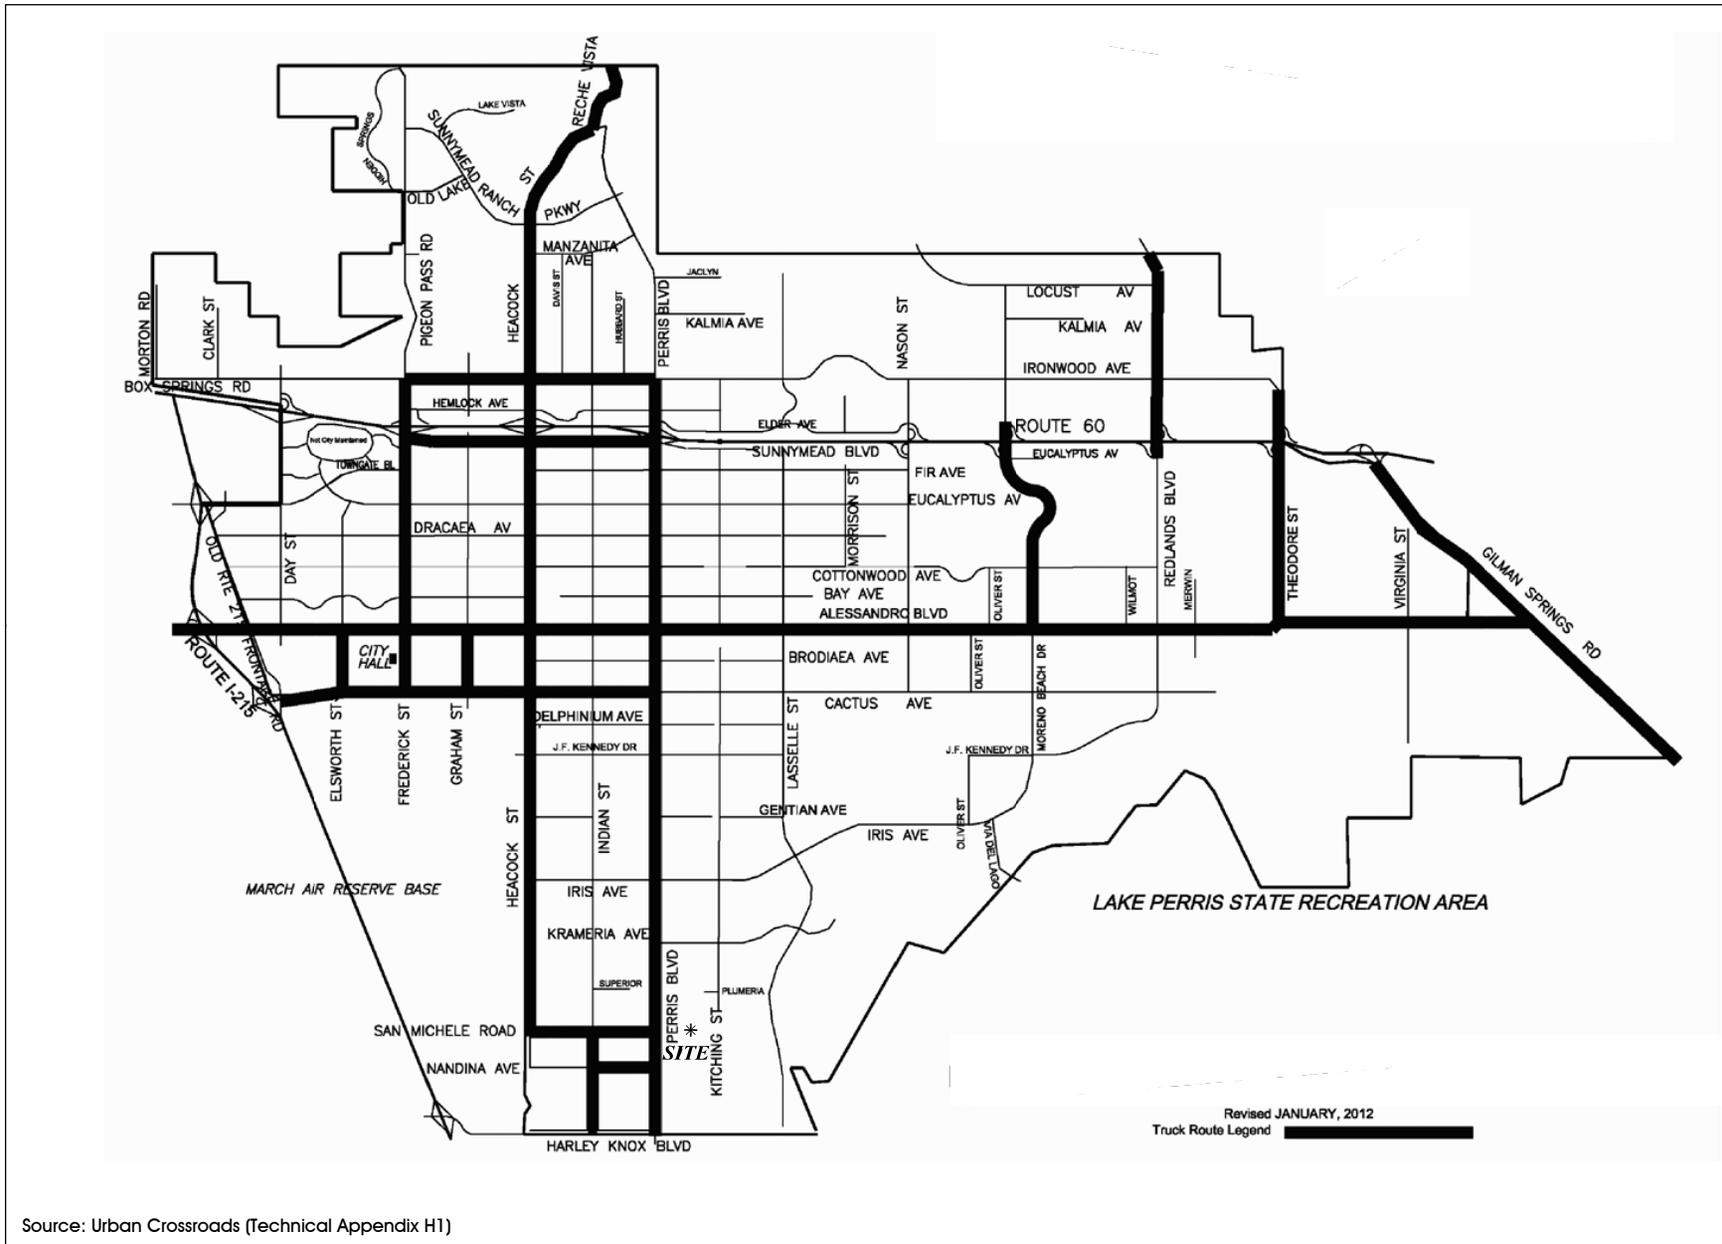 RECHE VISTA
LAKE VISTA
SUNNYMEAD RANCH
PKWY
HIDDEN
SPRINGS
OLD LAKE
ST
MANZANITA
AVE
PIGEON PASS RD
HEACOCK
DAVIS ST
HUBBARD ST
PERRIS BLVD
JACLYN
KALMIA AVE
NASON ST
LOCUST AV
KALMIA AV
IRONWOOD AVE
MORTON RD
CLARK ST
BOX SPRINGS RD
HEMLOCK AVE
ELDER AVE
ROUTE 60
Not City Maintained
TOWNGATE BL
SUNNYMEAD BLVD
EUCALYPTUS AV
FIR AVE
EUCALYPTUS AV
MORRISON ST
DRACAEA AV
DAY ST
REDLANDS BLVD
THEODORE ST
VIRGINIA ST
GILMAN SPRINGS RD
COTTONWOOD AVE
BAY AVE
ALESSANDRO BLVD
OLIVER ST
WILMOT
MERWIN
OLD RTE 215 FRONTAGE RD
ROUTE I-215
CITY
HALL
BRODIAEA AVE
OLIVER ST
MORENO BEACH DR
CACTUS AVE
ELSWORTH ST
FREDERICK ST
GRAHAM ST
DELPHINIUM AVE
J.F. KENNEDY DR
LASSELLE ST
J.F. KENNEDY DR
HEACOCK ST
INDIAN ST
GENTIAN AVE
IRIS AVE
OLIVER ST
VIA DEL LAGO
MARCH AIR RESERVE BASE
IRIS AVE
LAKE PERRIS STATE RECREATION AREA
KRAMERIA AVE
PERRIS BLVD
SUPERIOR
PLUMERIA
KITCHING ST
SAN MICHELE ROAD
SITE
NANDINA AVE
HARLEY KNOX BLVD
Revised JANUARY, 2012
Truck Route Legend
Source: Urban Crossroads (Technical Appendix H1)